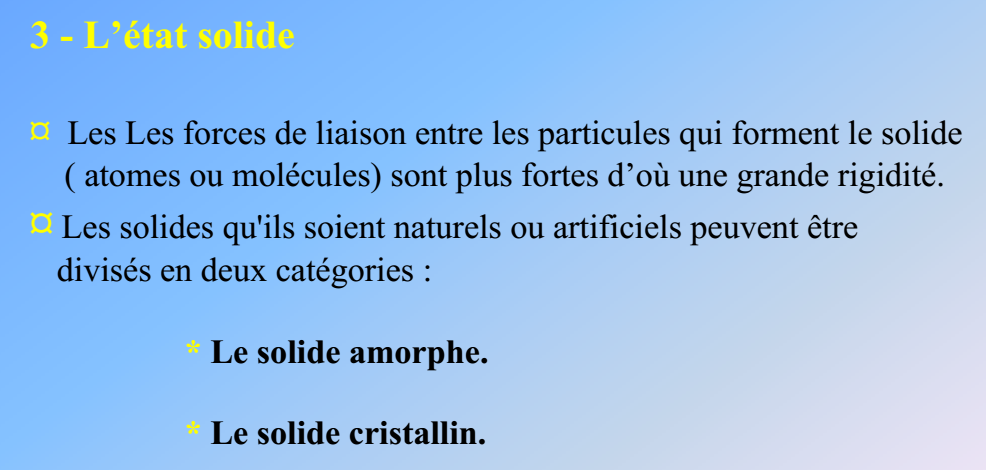 3 - L’état solide
¤ Les Les forces de liaison entre les particules qui forment le solide
( atomes ou molécules) sont plus fortes d’où une grande rigidité.
¤ Les solides qu'ils soient naturels ou artificiels peuvent être
divisés en deux catégories :
* Le solide amorphe.
* Le solide cristallin.